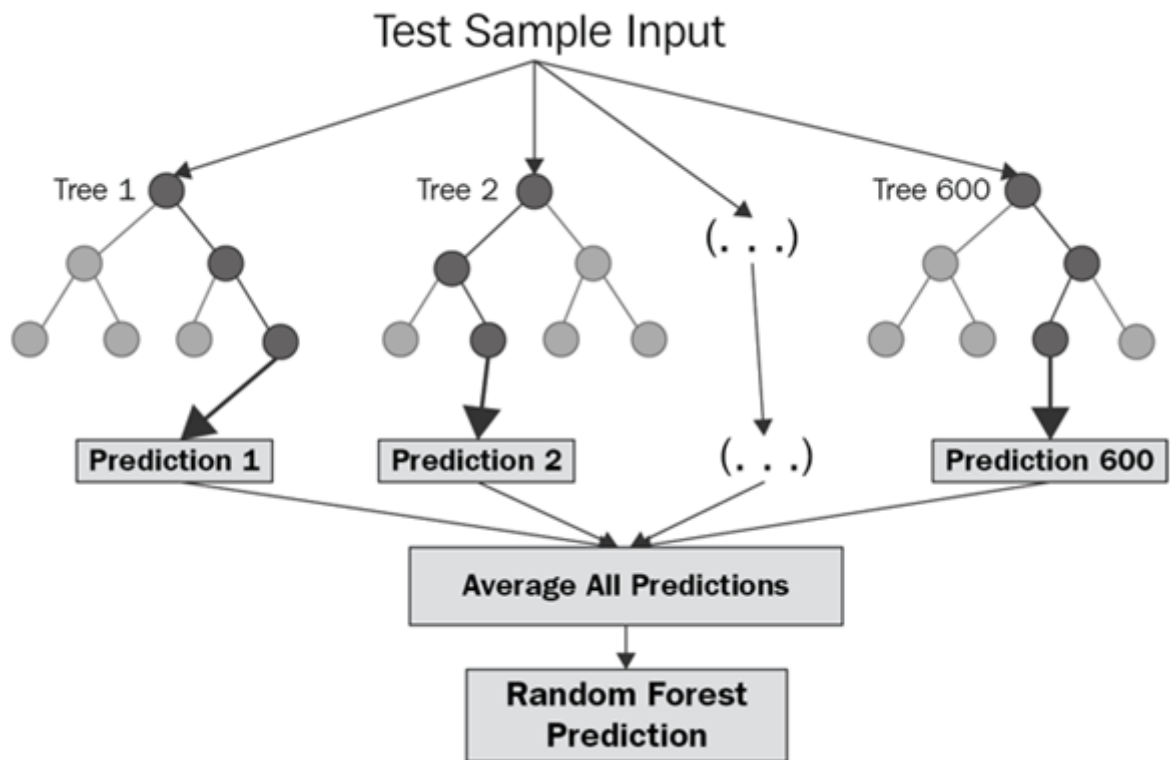 Test Sample Input
Tree 1
Tree 2
(. . .)
Tree 600
Prediction 1
Prediction 2
(. . .)
Prediction 600
Average All Predictions
Random Forest
Prediction